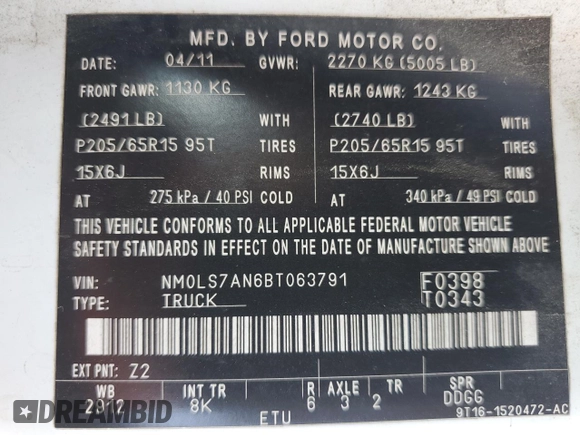 MFD. BY FORD MOTOR CO.
DATE: 04/11 GVWR: 2270 KG (5005 LB)
FRONT GAWR: 1130 KG REAR GAWR: 1243 KG
(2491 LB) WITH (2740 LB) WITH
P205/65R15 95T TIRES P205/65R15 95T TIRES
15X6J RIMS 15X6J RIMS
AT 275 kPa / 40 PSI COLD AT 340 kPa / 49 PSI COLD
THIS VEHICLE CONFORMS TO ALL APPLICABLE FEDERAL MOTOR VEHICLE
SAFETY STANDARDS IN EFFECT ON THE DATE OF MANUFACTURE SHOWN ABOVE
VIN: NM0LS7AN6BT063791 F0398
TYPE: TRUCK T0343
EXT PNT: Z2
WB INT TR R AXLE TR SPR
2912 8K 6 3 2 DDGG
ETU 9T16-1520472-AC
DREAMBID